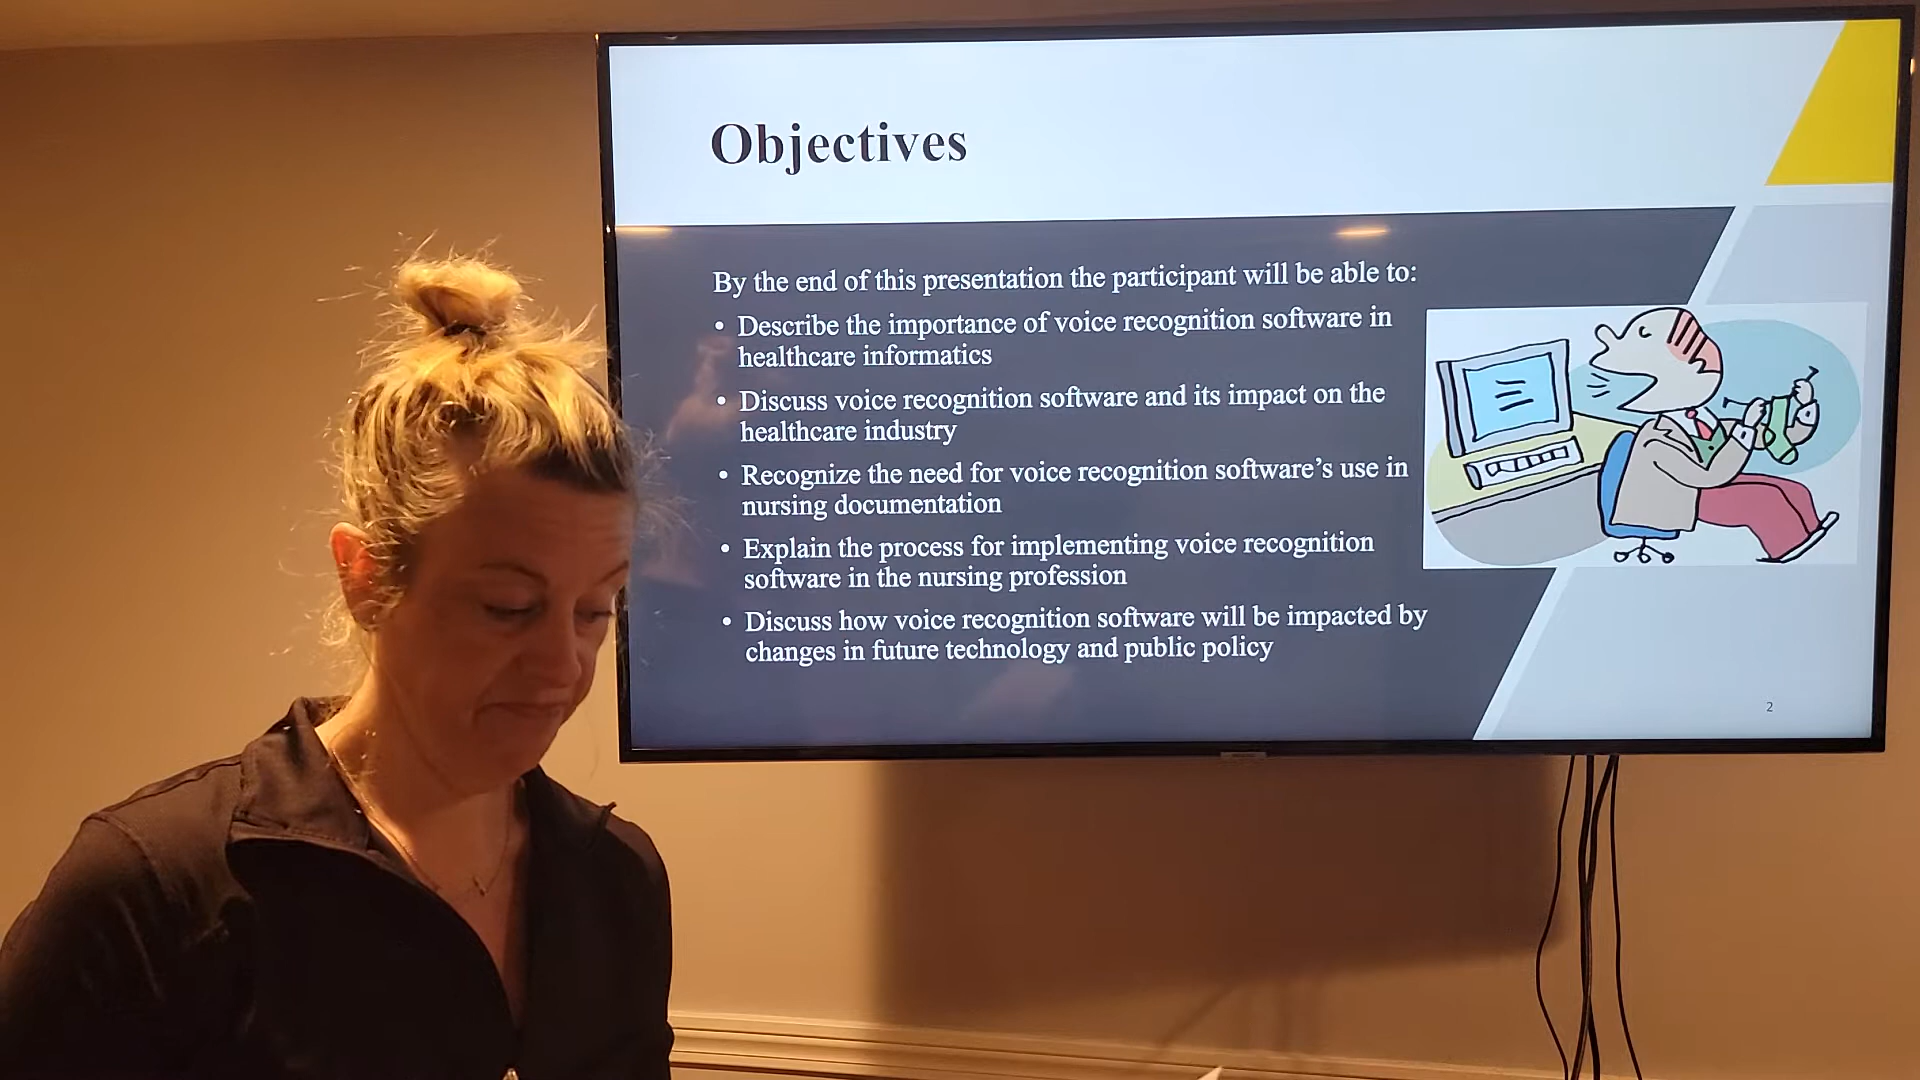 Objectives
By the end of this presentation the participant will be able to:
• Describe the importance of voice recognition software in
healthcare informatics
• Discuss voice recognition software and its impact on the
healthcare industry
• Recognize the need for voice recognition software’s use in
nursing documentation
• Explain the process for implementing voice recognition
software in the nursing profession
• Discuss how voice recognition software will be impacted by
changes in future technology and public policy
2